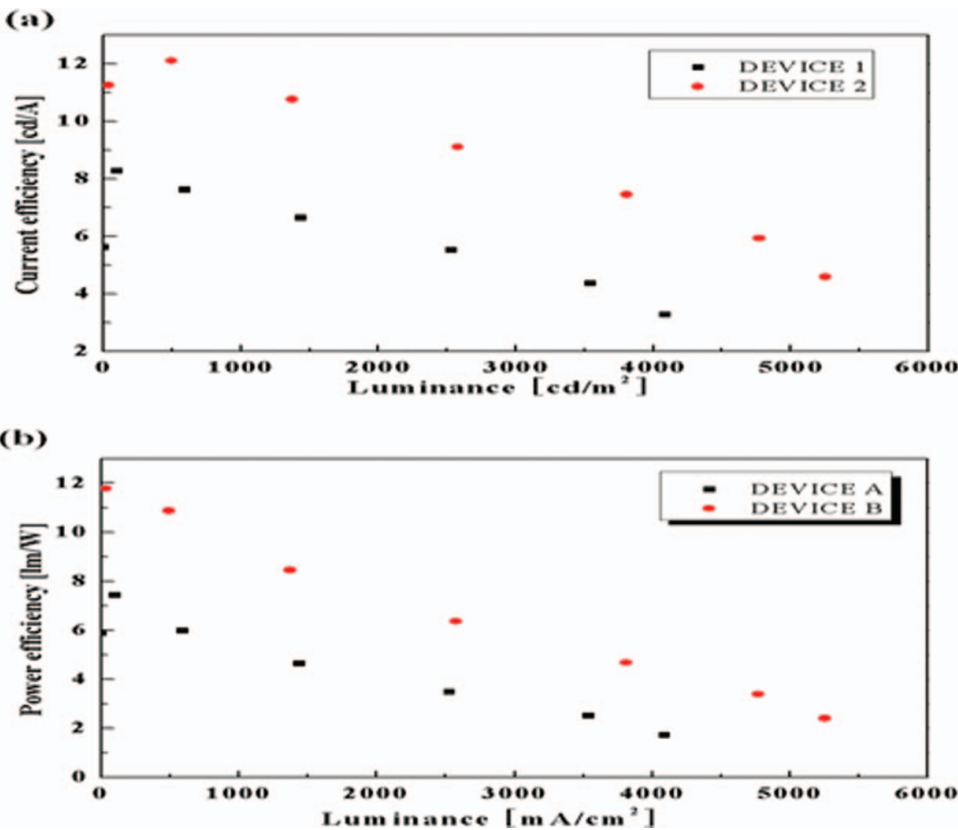 (a)
12
10
8
6
4
2
Current efficiency [cd/A]
DEVICE 1
DEVICE 2
0 1000 2000 3000 4000 5000 6000
Luminance [cd/m²]
(b)
12
10
8
6
4
2
0
Power efficiency [lm/W]
DEVICE A
DEVICE B
0 1000 2000 3000 4000 5000 6000
Luminance [mA/cm²]